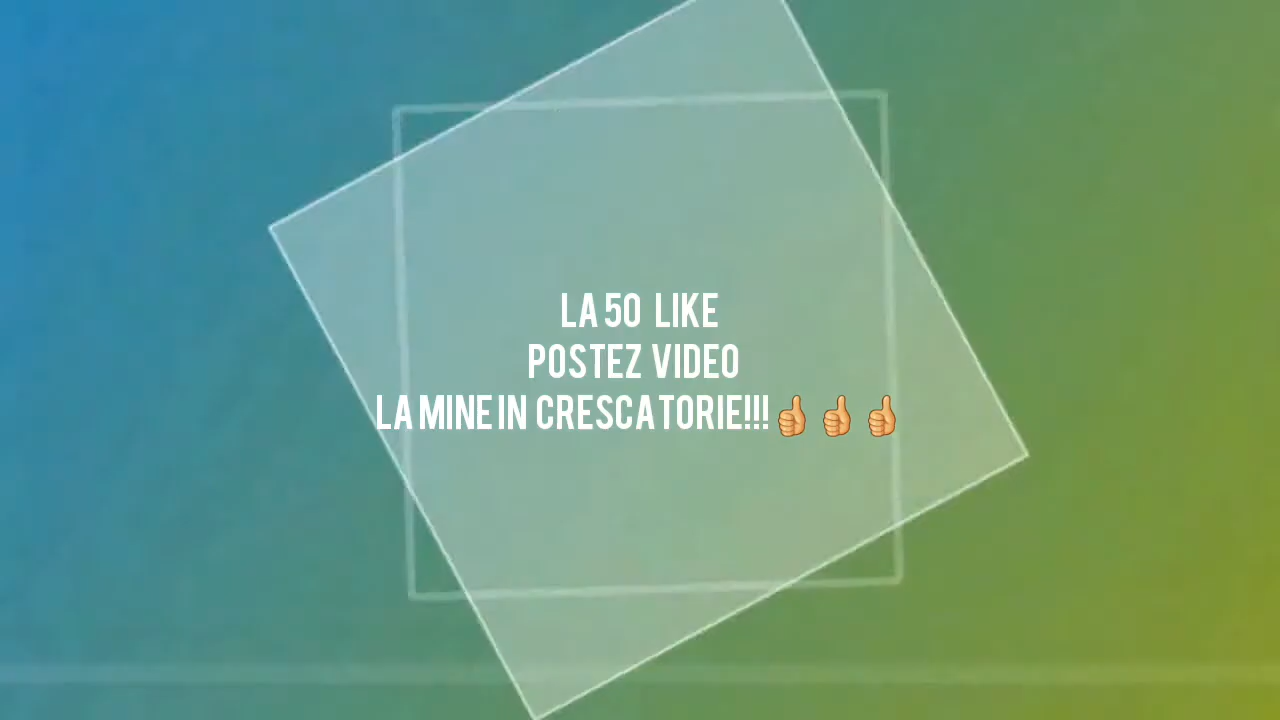 LA 50 LIKE
POSTEZ VIDEO
LA MINE IN CRESCATORIE!!!👍👍👍